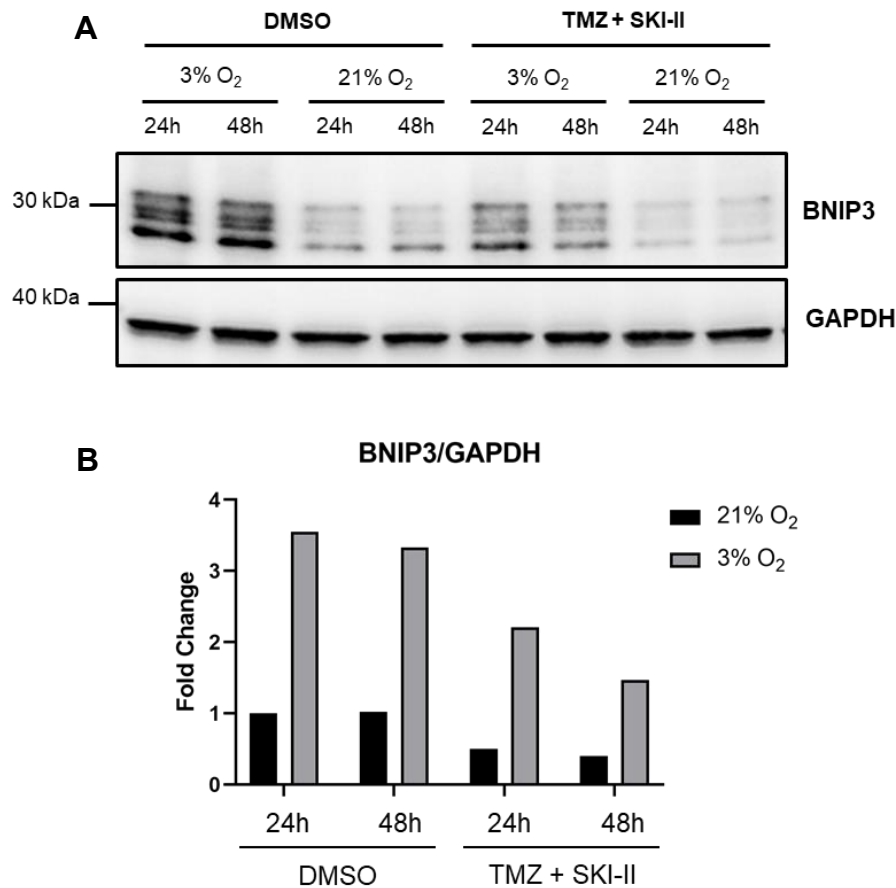 A
DMSO TMZ + SKI-II
3% O₂ 21% O₂ 3% O₂ 21% O₂
24h 48h 24h 48h 24h 48h 24h 48h
30 kDa BNIP3
40 kDa GAPDH
B
BNIP3/GAPDH
Fold Change
4
3
2
1
0
21% O₂
3% O₂
24h 48h 24h 48h
DMSO TMZ + SKI-II